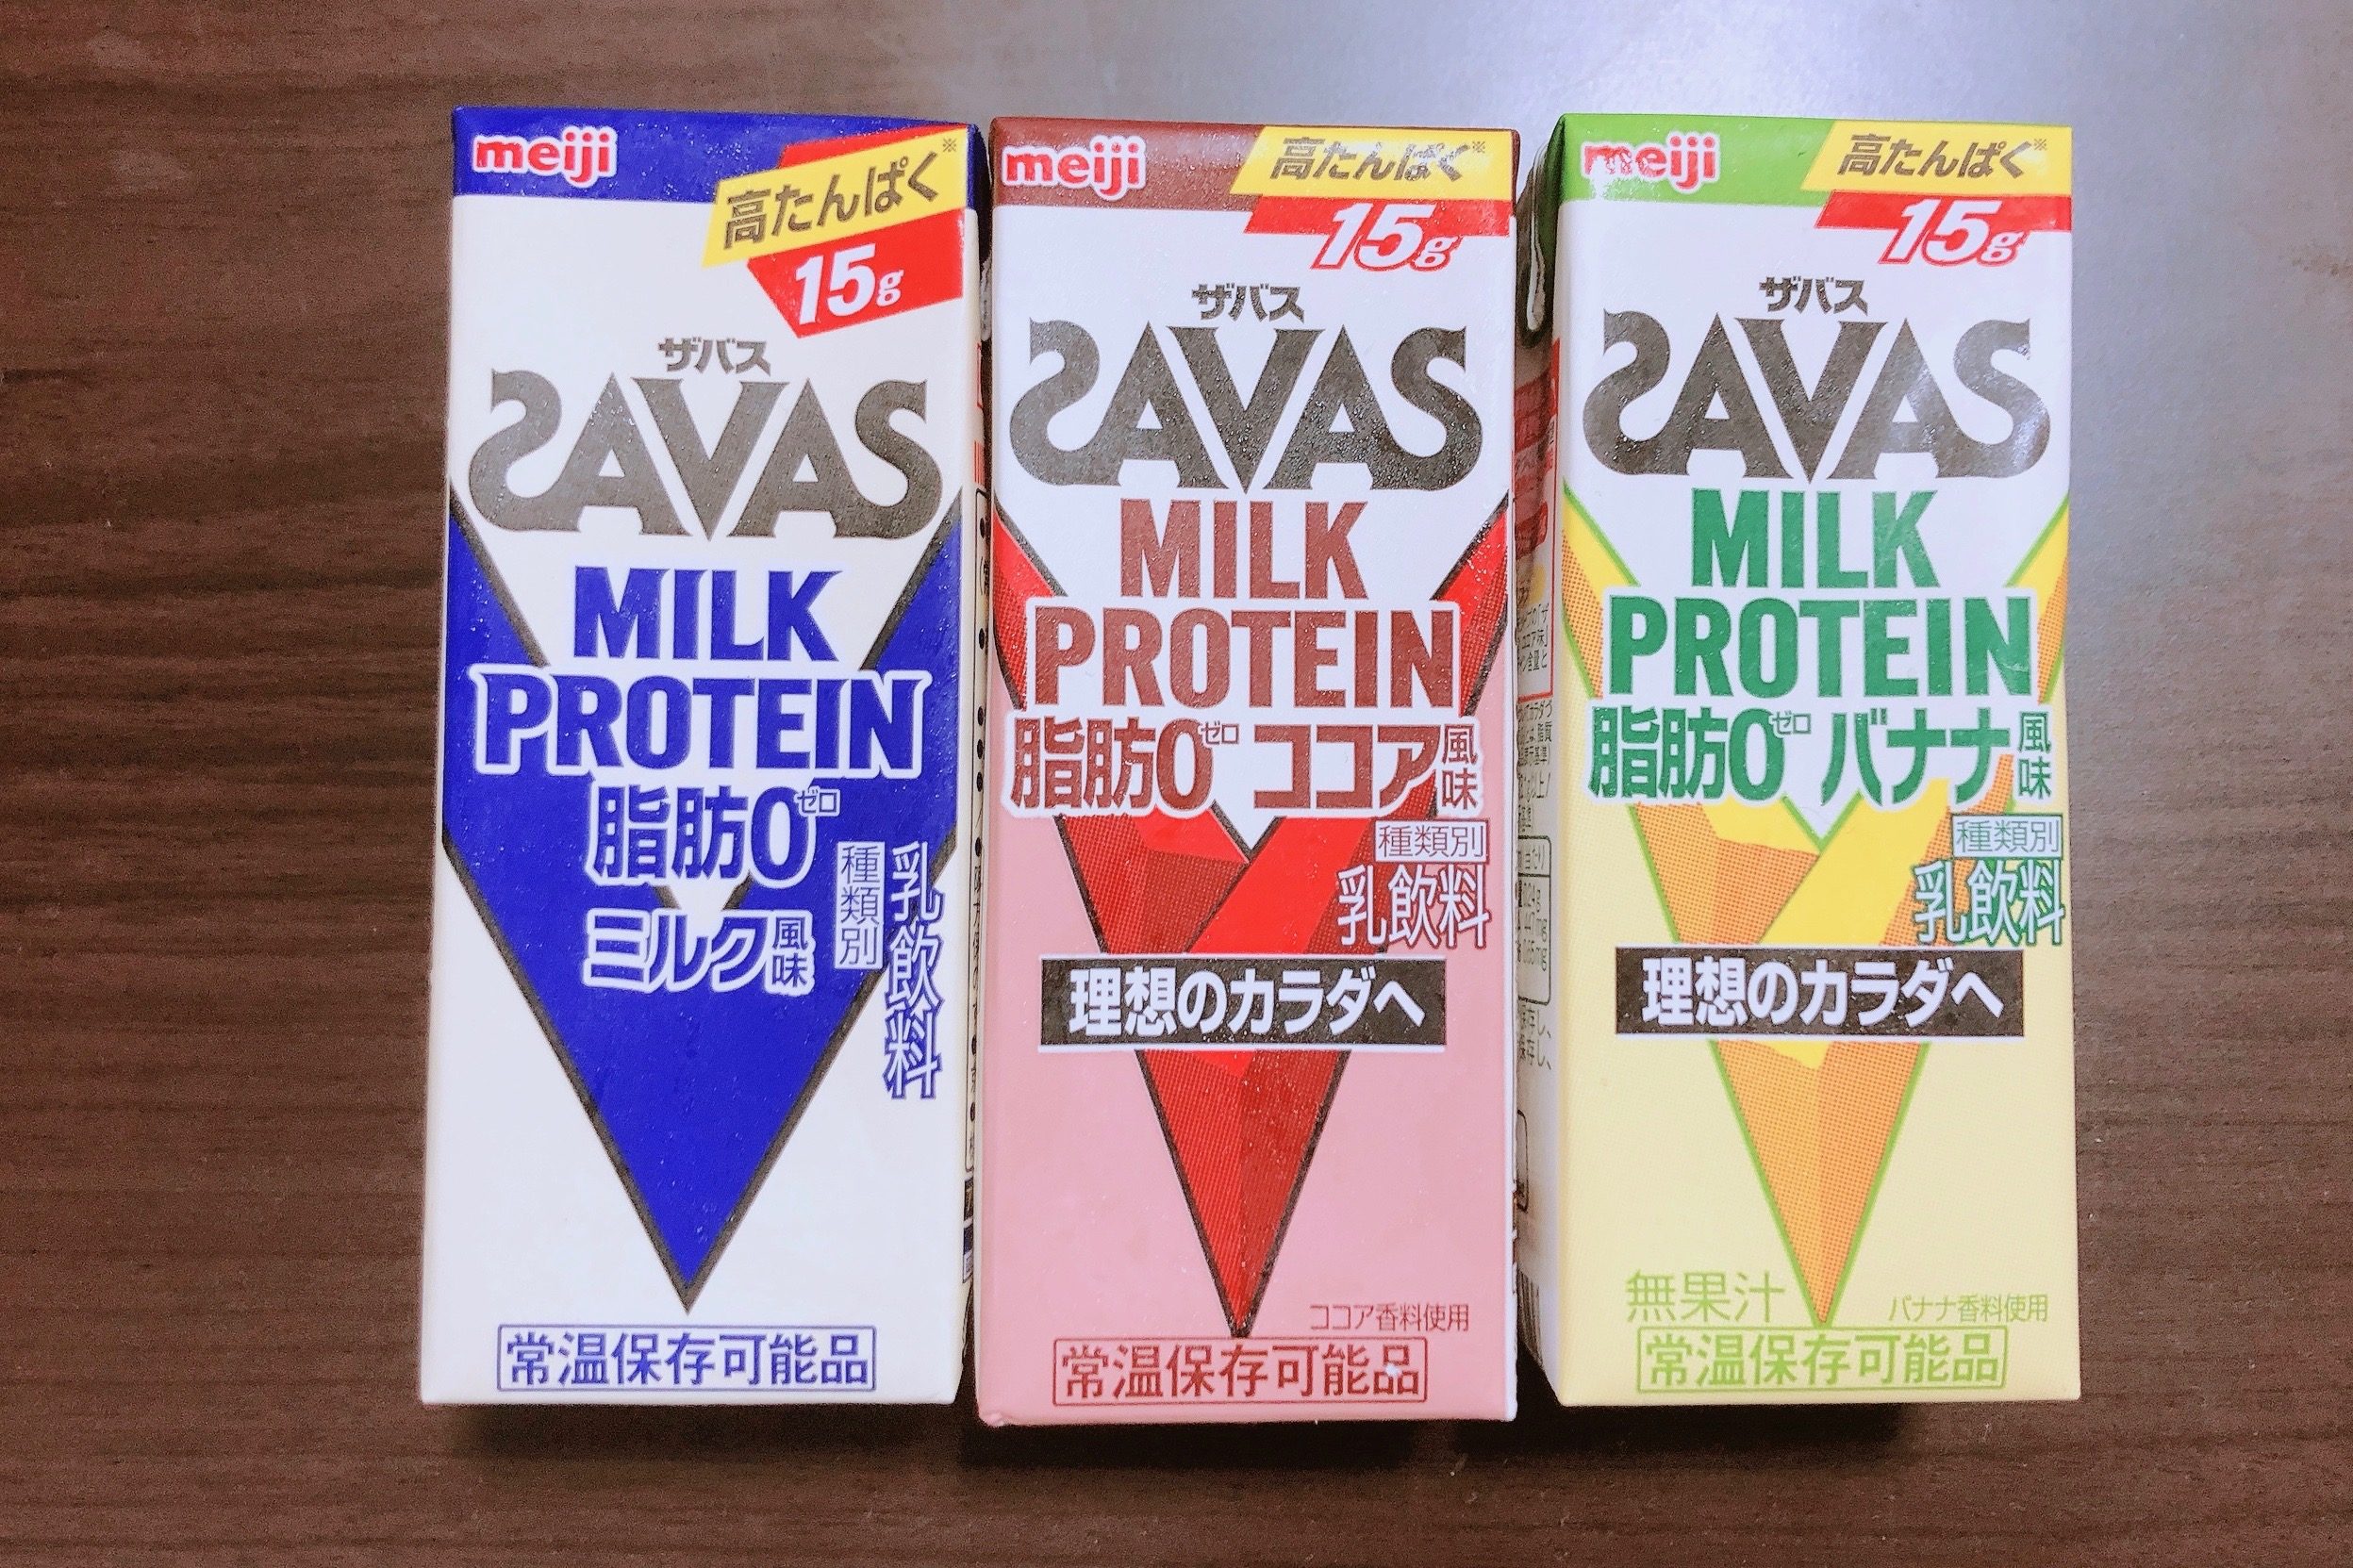 meiji
高たんぱく※
15g
ザバス
SAVAS
MILK
PROTEIN
脂肪0ゼロ
ミルク風味
種類別
乳飲料
常温保存可能品
meiji
高たんぱく※
15g
ザバス
SAVAS
MILK
PROTEIN
脂肪0ゼロ ココア風味
種類別
乳飲料
理想のカラダへ
ココア香料使用
常温保存可能品
meiji
高たんぱく※
15g
ザバス
SAVAS
MILK
PROTEIN
脂肪0ゼロ バナナ風味
種類別
乳飲料
理想のカラダへ
無果汁
バナナ香料使用
常温保存可能品